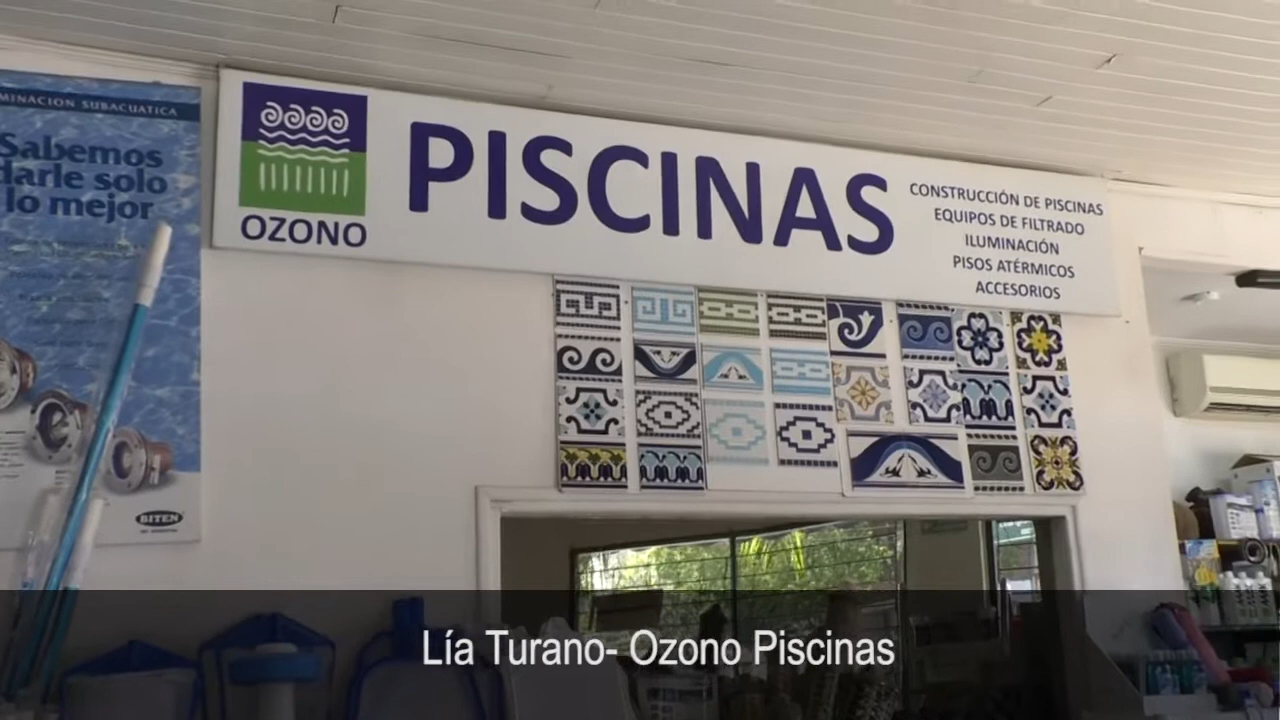 MINACION SUBACUATICA
Sabemos
darle solo
lo mejor
BITEN
OZONO
PISCINAS
CONSTRUCCIÓN DE PISCINAS
EQUIPOS DE FILTRADO
ILUMINACIÓN
PISOS ATÉRMICOS
ACCESORIOS
Lía Turano- Ozono Piscinas